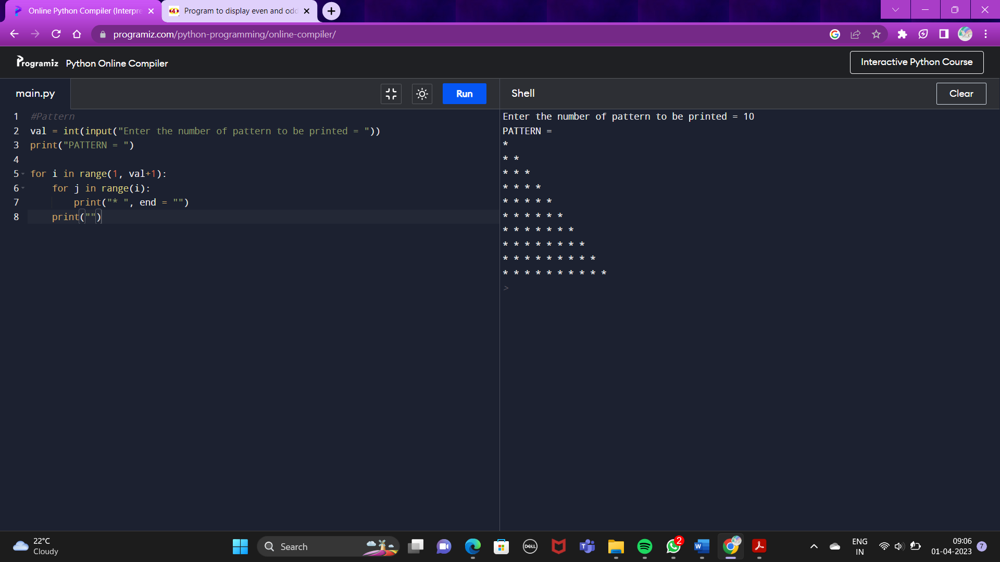 Online Python Compiler (Interpre
Program to display even and odd
programiz.com/python-programming/online-compiler/
Programiz Python Online Compiler
Interactive Python Course
main.py
Run
Shell
Clear
1 #Pattern
2 val = int(input("Enter the number of pattern to be printed = "))
3 print("PATTERN = ")
4
5 for i in range(1, val+1):
6     for j in range(i):
7         print("* ", end = "")
8     print("")
Enter the number of pattern to be printed = 10
PATTERN =
*
* *
* * *
* * * *
* * * * *
* * * * * *
* * * * * * *
* * * * * * * *
* * * * * * * * *
* * * * * * * * * *
>
22°C
Cloudy
Search
DELL
2
ENG
IN
09:06
01-04-2023
7